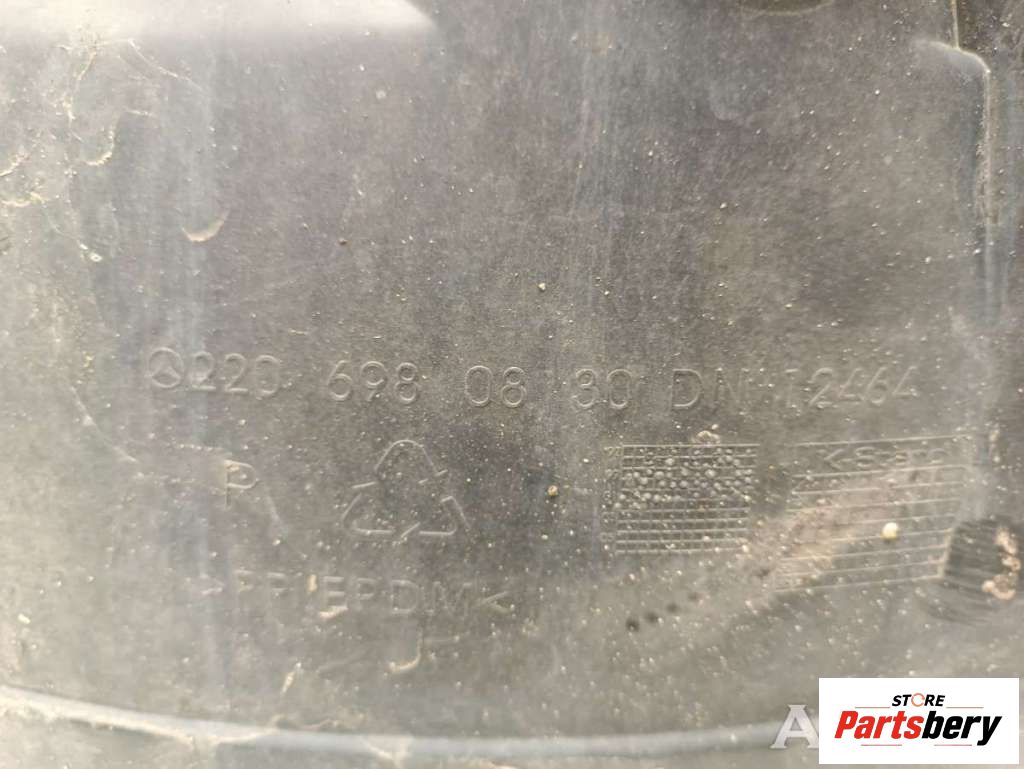 220 698 08 30 DN 12464
P
>PP/EPDM<
STORE
Partsbery